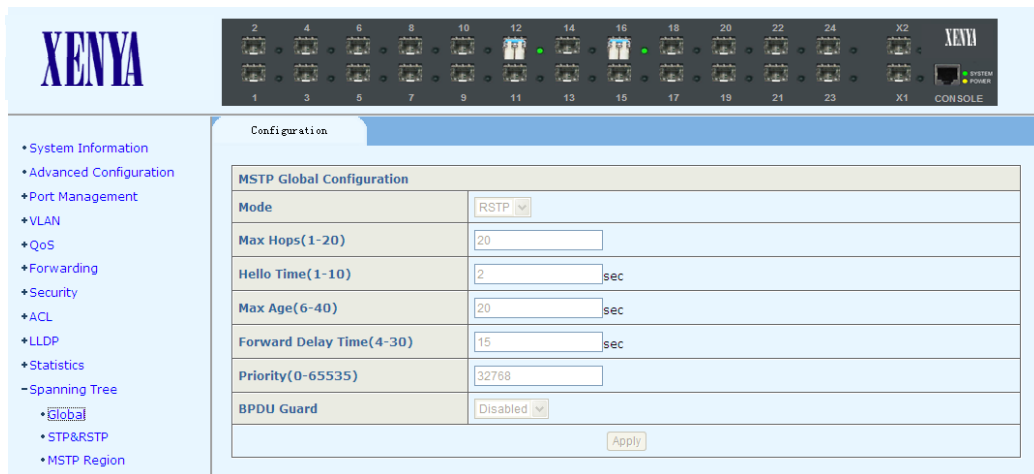 XENYA
2 4 6 8 10 12 14 16 18 20 22 24 X2
XENYA
SYSTEM
POWER
1 3 5 7 9 11 13 15 17 19 21 23 X1 CONSOLE
Configuration
System Information
Advanced Configuration
Port Management
VLAN
QoS
Forwarding
Security
ACL
LLDP
Statistics
Spanning Tree
Global
STP&RSTP
MSTP Region
MSTP Global Configuration
Mode RSTP
Max Hops(1-20) 20
Hello Time(1-10) 2 sec
Max Age(6-40) 20 sec
Forward Delay Time(4-30) 15 sec
Priority(0-65535) 32768
BPDU Guard Disabled
Apply